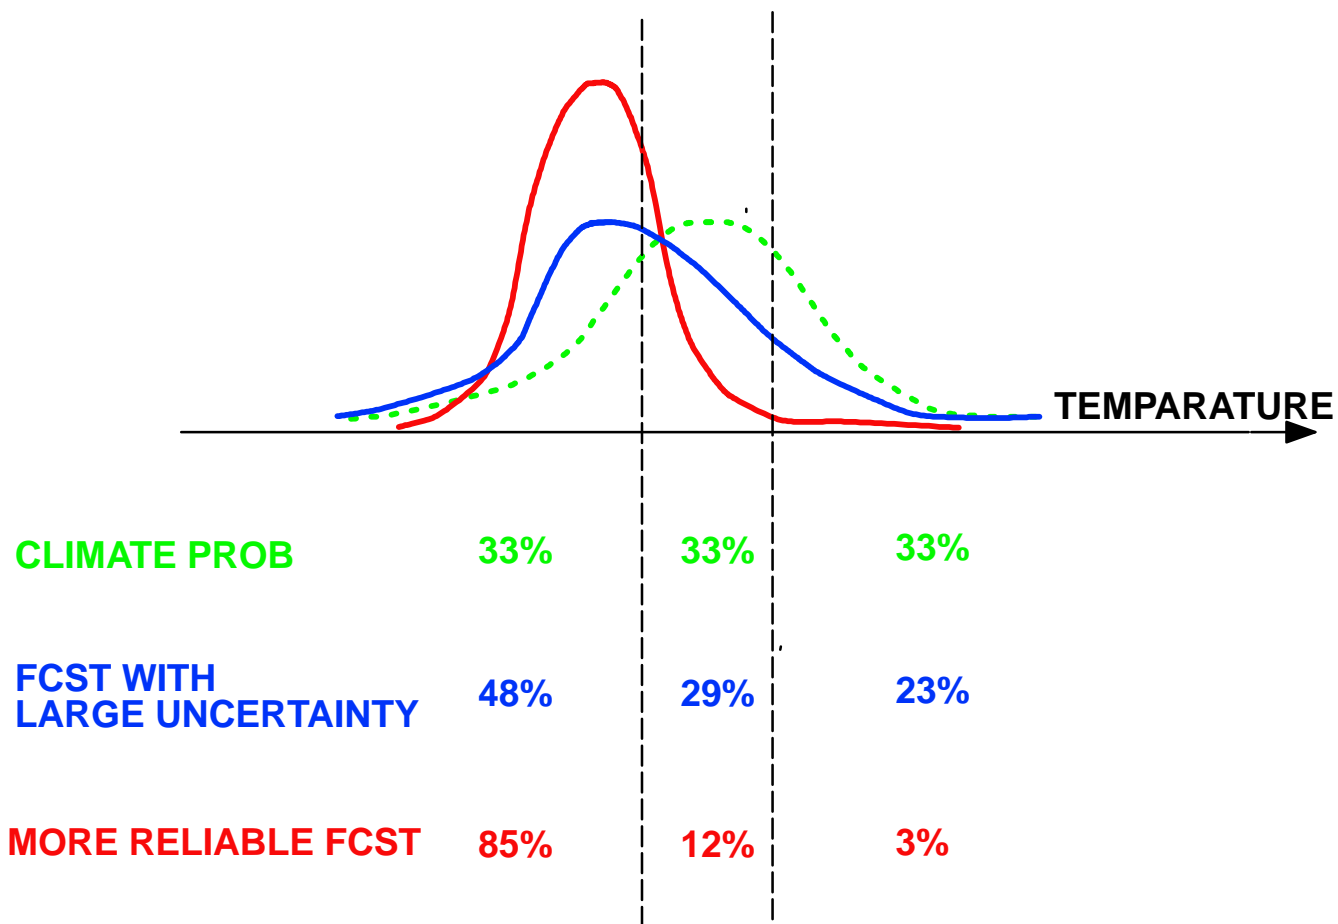 TEMPARATURE
CLIMATE PROB 33% 33% 33%
FCST WITH
LARGE UNCERTAINTY 48% 29% 23%
MORE RELIABLE FCST 85% 12% 3%